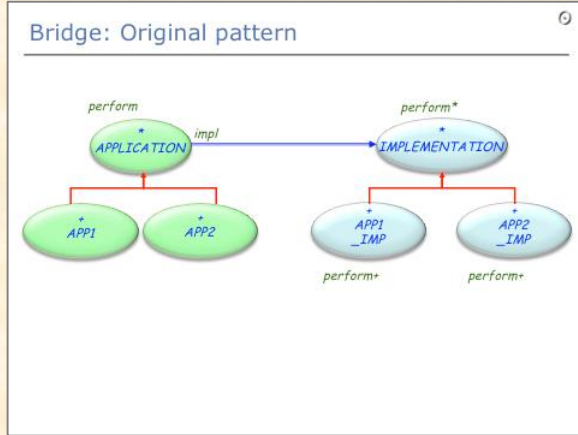 Bridge: Original pattern
perform
perform*
*
APPLICATION
impl
*
IMPLEMENTATION
+
APP1
+
APP2
+
APP1
_IMP
+
APP2
_IMP
perform+
perform+